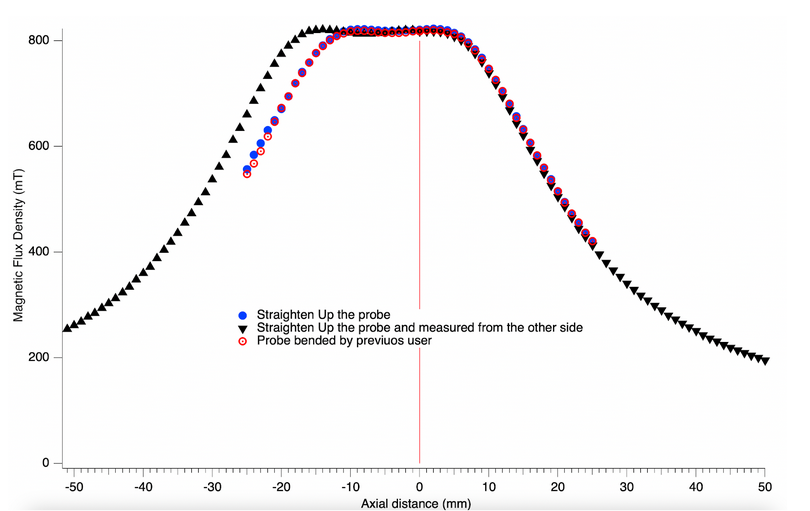 800
600
400
200
0
Magnetic Flux Density (mT)
Straighten Up the probe
Straighten Up the probe and measured from the other side
Probe bended by previuos user
-50 -40 -30 -20 -10 0 10 20 30 40 50
Axial distance (mm)